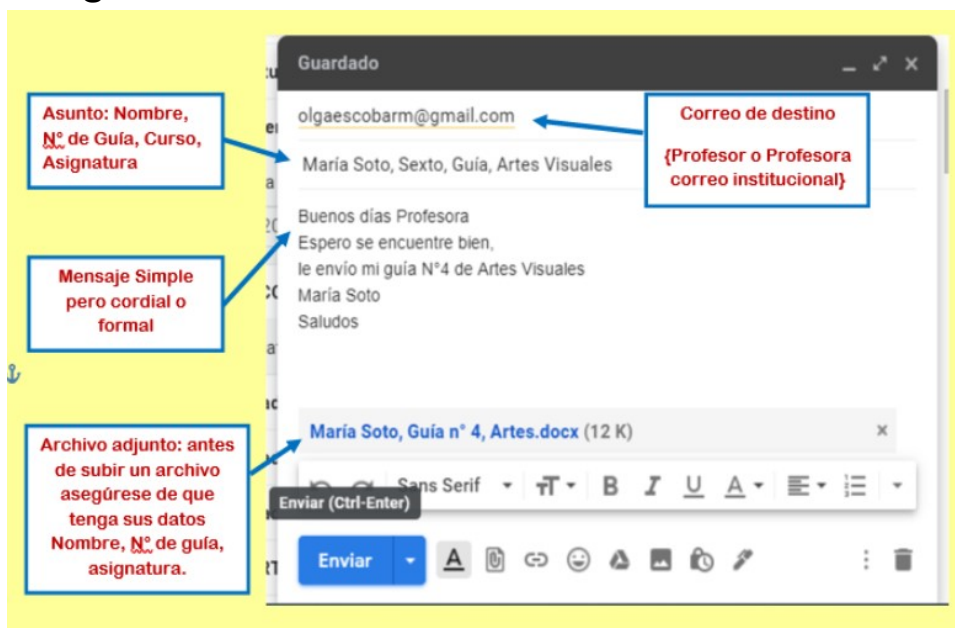 Guardado
olgaescobarm@gmail.com
María Soto, Sexto, Guía, Artes Visuales
Buenos días Profesora
Espero se encuentre bien,
le envío mi guía N°4 de Artes Visuales
María Soto
Saludos
María Soto, Guía n° 4, Artes.docx (12 K)
Sans Serif
Enviar (Ctrl-Enter)
Enviar
Asunto: Nombre,
N° de Guía, Curso,
Asignatura
Correo de destino
{Profesor o Profesora
correo institucional}
Mensaje Simple
pero cordial o
formal
Archivo adjunto: antes
de subir un archivo
asegúrese de que
tenga sus datos
Nombre, N° de guía,
asignatura.